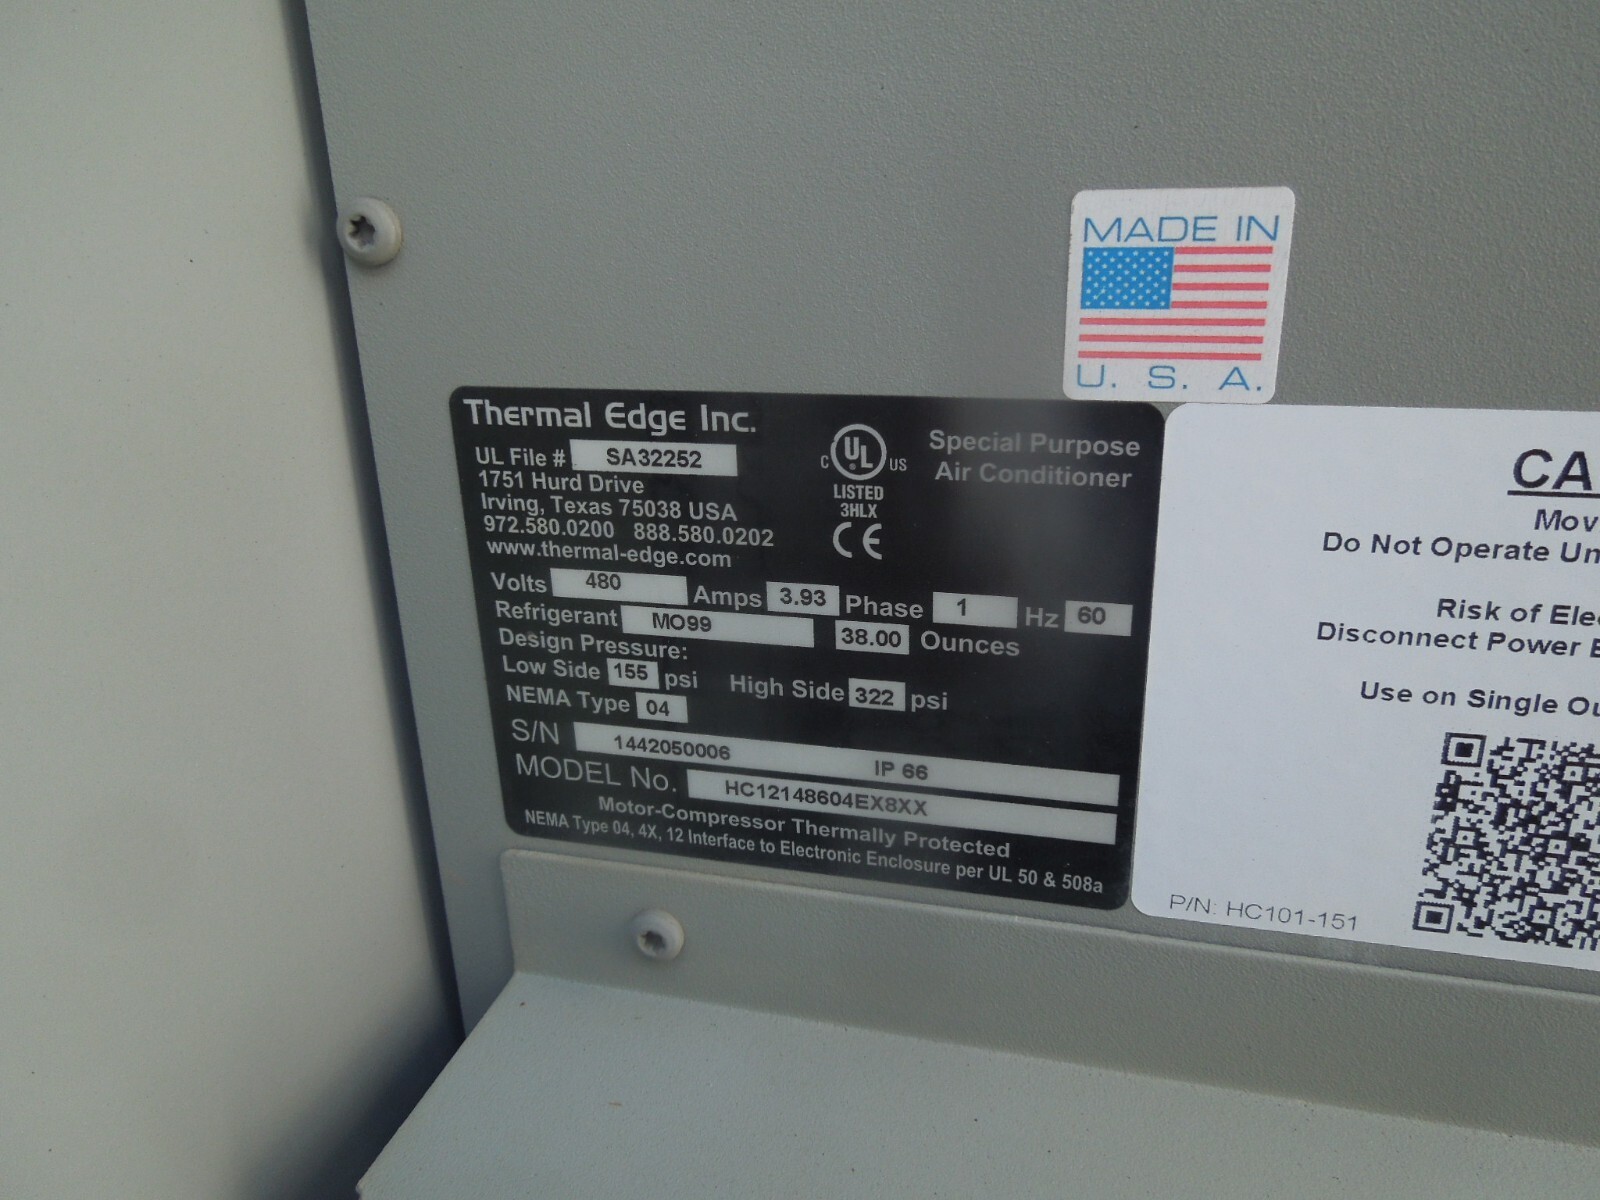 MADE IN
U. S. A.
Thermal Edge Inc.
UL File # SA32252
1751 Hurd Drive
Irving, Texas 75038 USA
972.580.0200 888.580.0202
www.thermal-edge.com
C UL US
LISTED
3HLX
CE
Special Purpose
Air Conditioner
Volts 480 Amps 3.93 Phase 1 Hz 60
Refrigerant MO99 38.00 Ounces
Design Pressure:
Low Side 155 psi High Side 322 psi
NEMA Type 04
S/N 1442050006 IP 66
MODEL No. HC12148604EX8XX
Motor-Compressor Thermally Protected
NEMA Type 04, 4X, 12 Interface to Electronic Enclosure per UL 50 & 508a
CA
Mov
Do Not Operate Un
Risk of Ele
Disconnect Power
Use on Single
P/N: HC101-151